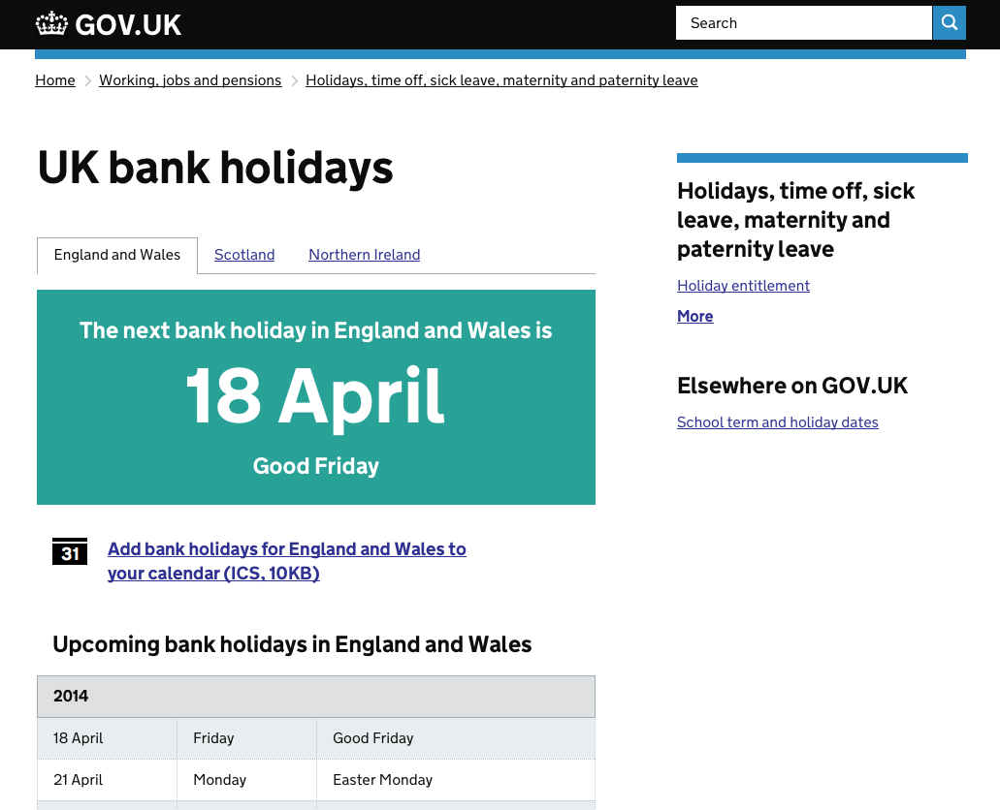 GOV.UK
Search
Home
Working, jobs and pensions
Holidays, time off, sick leave, maternity and paternity leave
UK bank holidays
England and Wales
Scotland
Northern Ireland
The next bank holiday in England and Wales is
18 April
Good Friday
31
Add bank holidays for England and Wales to
your calendar (ICS, 10KB)
Upcoming bank holidays in England and Wales
2014
18 April Friday Good Friday
21 April Monday Easter Monday
Holidays, time off, sick
leave, maternity and
paternity leave
Holiday entitlement
More
Elsewhere on GOV.UK
School term and holiday dates